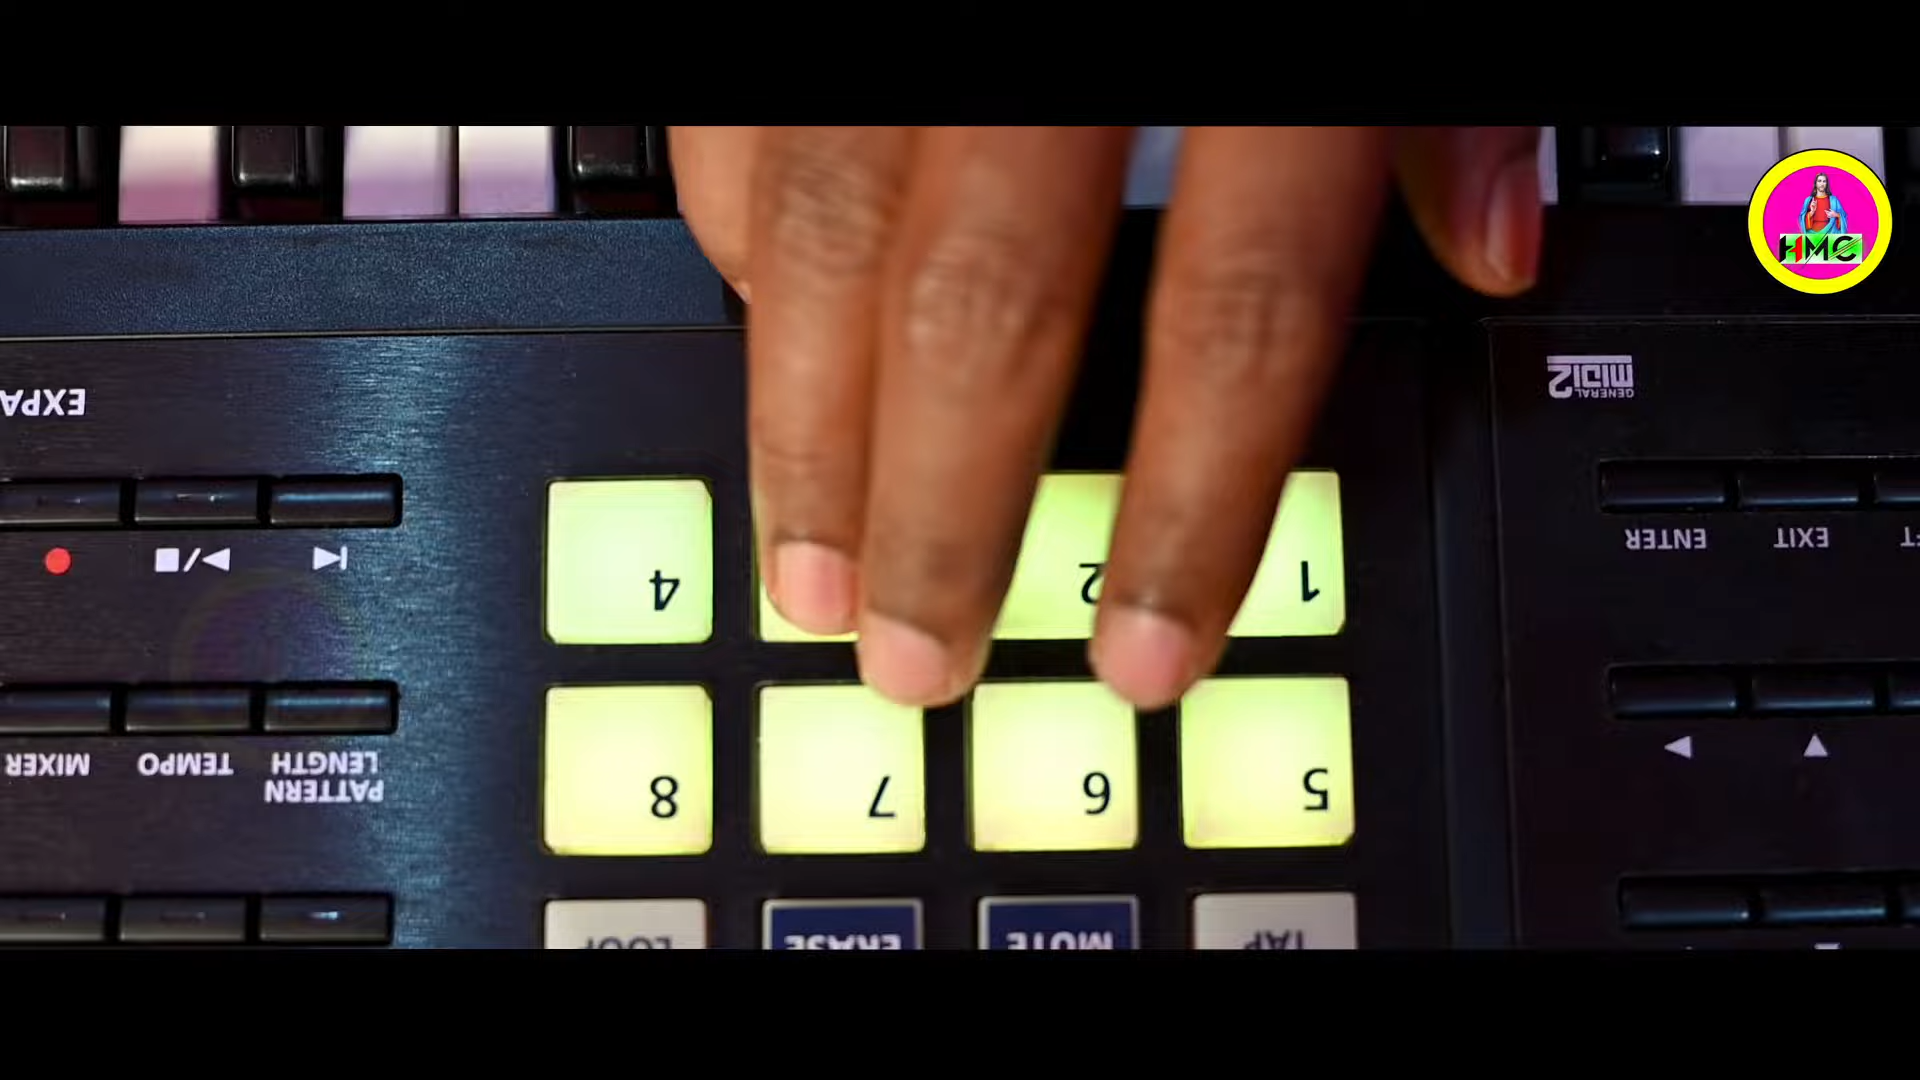 HMC
GENERAL
MIDI2
EXPA
ENTER
EXIT
4
2
1
MIXER
TEMPO
PATTERN
LENGTH
8
7
6
5
LOOP
ERASE
MUTE
TAP